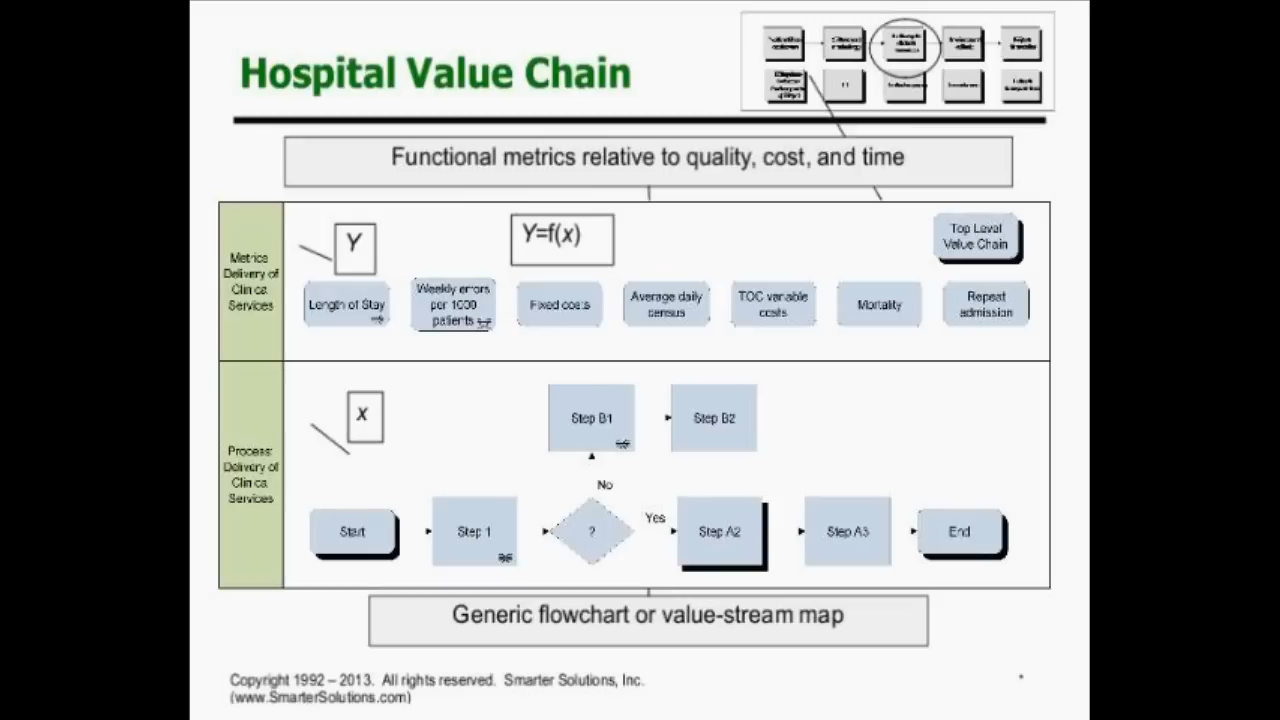 Hospital Value Chain
Functional metrics relative to quality, cost, and time
Metrics
Delivery of
Clinical
Services
Y
Y=f(x)
Top Level
Value Chain
Length of Stay
Weekly errors
per 1000
patients
Fixed costs
Average daily
census
TOC variable
costs
Mortality
Repeat
admission
Process:
Delivery of
Clinical
Services
x
Step B1
Step B2
No
Start
Step 1
?
Yes
Step A2
Step A3
End
Generic flowchart or value-stream map
Copyright 1992 – 2013. All rights reserved. Smarter Solutions, Inc.
(www.SmarterSolutions.com)